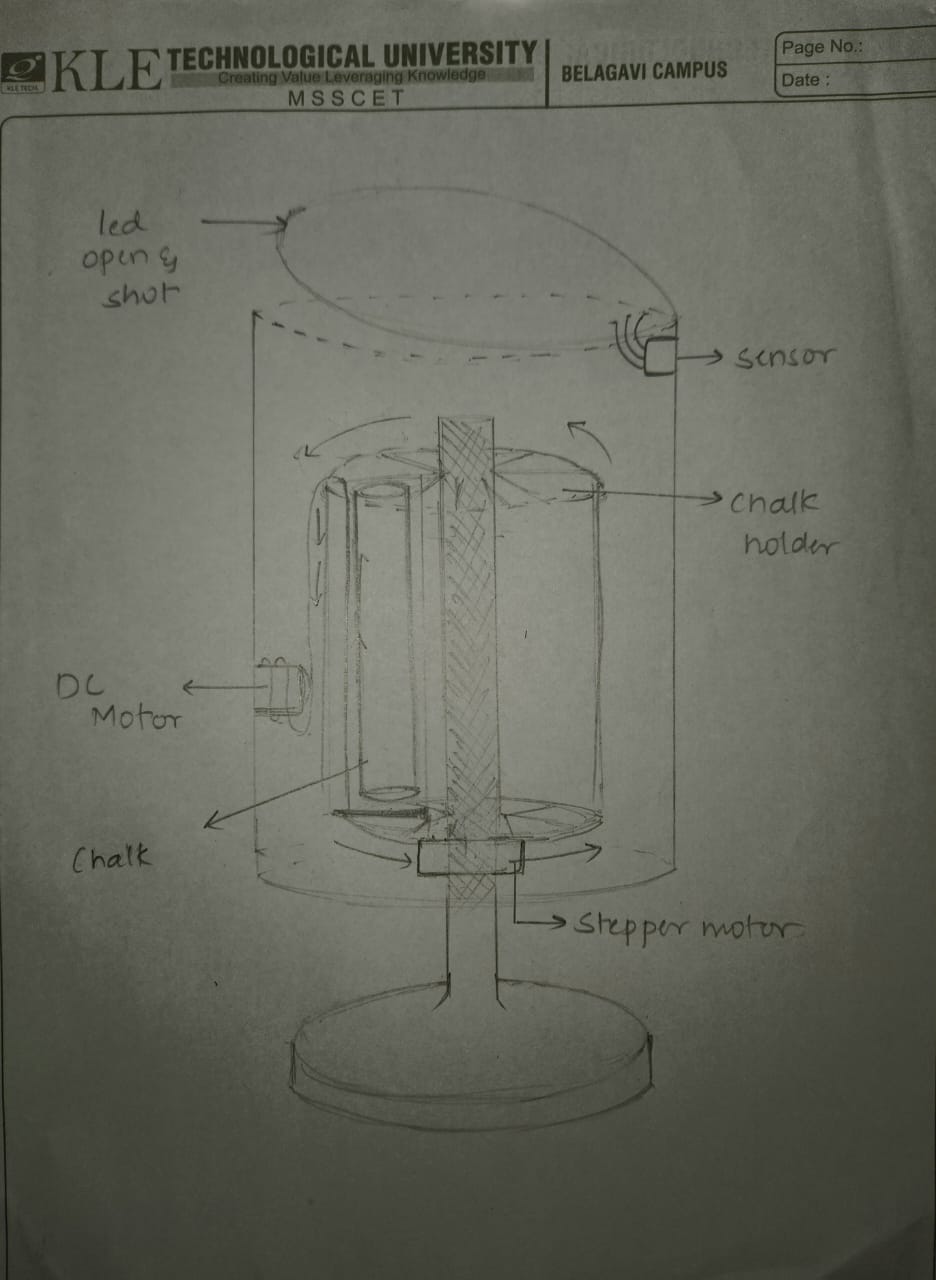 KLE TECH.
KLE TECHNOLOGICAL UNIVERSITY
Creating Value Leveraging Knowledge
MSSCET
BELAGAVI CAMPUS
Page No.:
Date :
led
open &
shut
sensor
Chalk
holder
DC
Motor
Chalk
Stepper motor